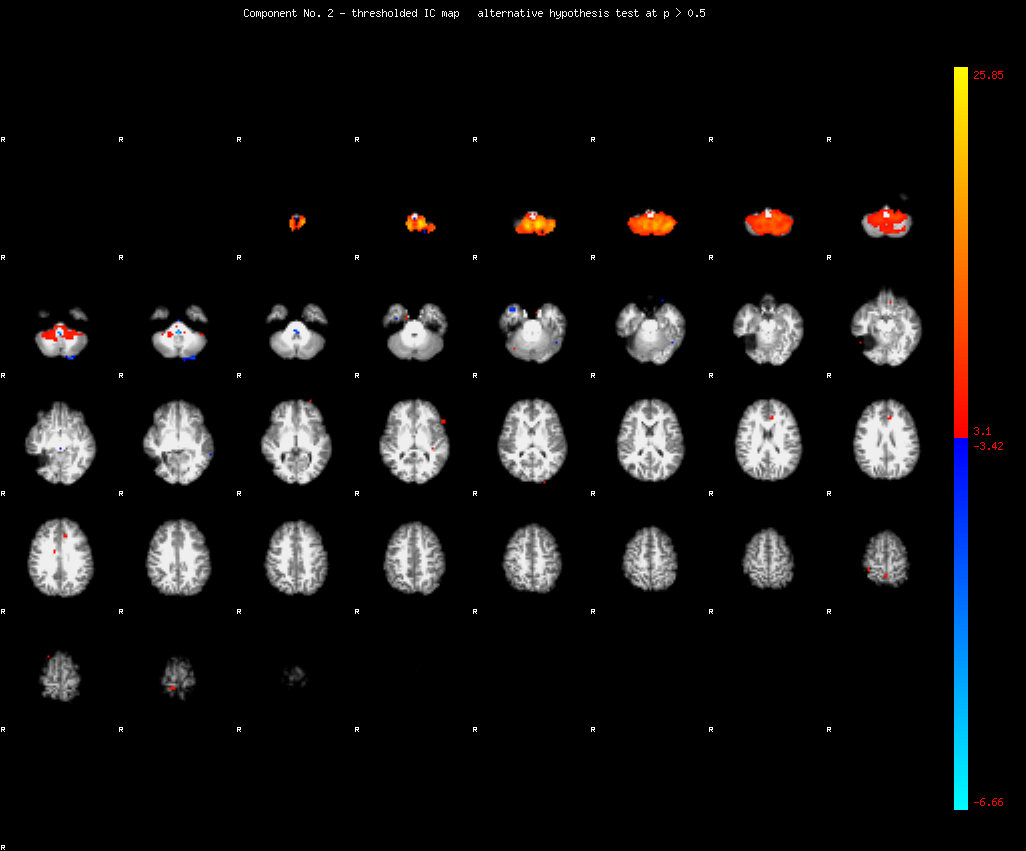 Component No. 2 - thresholded IC map   alternative hypothesis test at p > 0.5
25.85
R R R R R R R R
R R R R R R R R
R R R R R R R R
3.1
-3.42
R R R R R R R R
R R R R R R R R
R R R R R R R R
-6.66
R